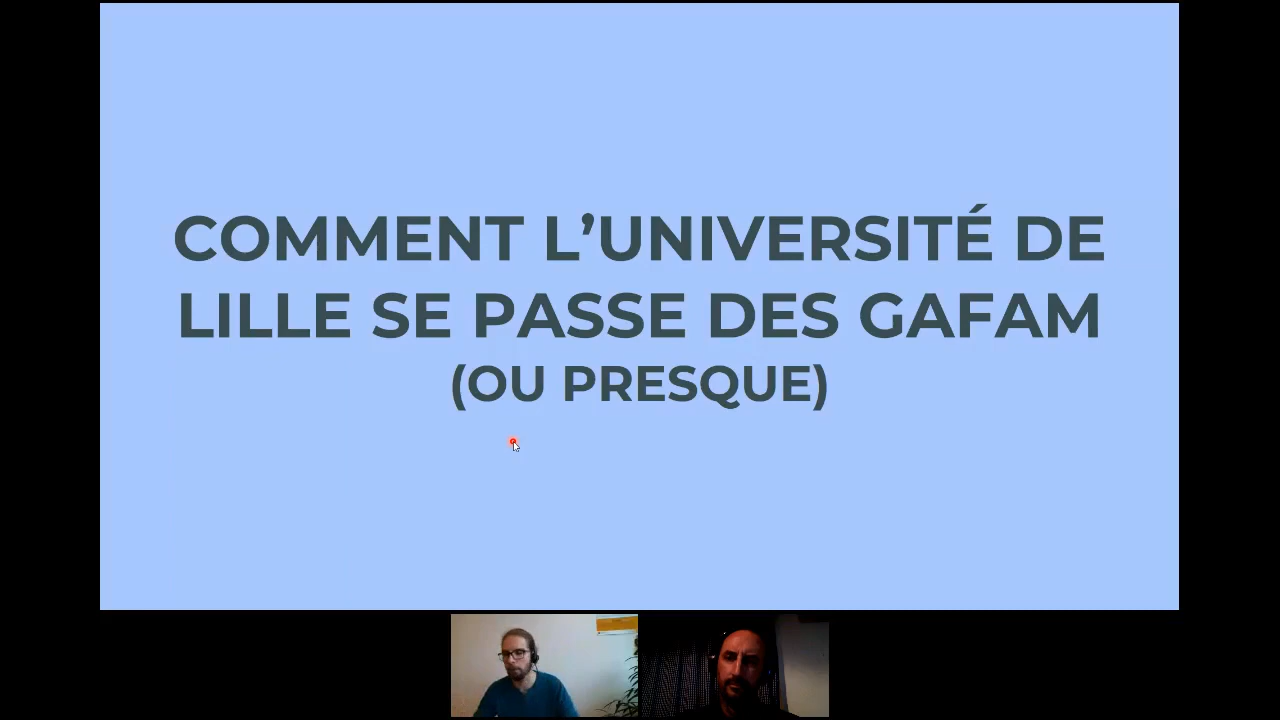 COMMENT L’UNIVERSITÉ DE
LILLE SE PASSE DES GAFAM
(OU PRESQUE)